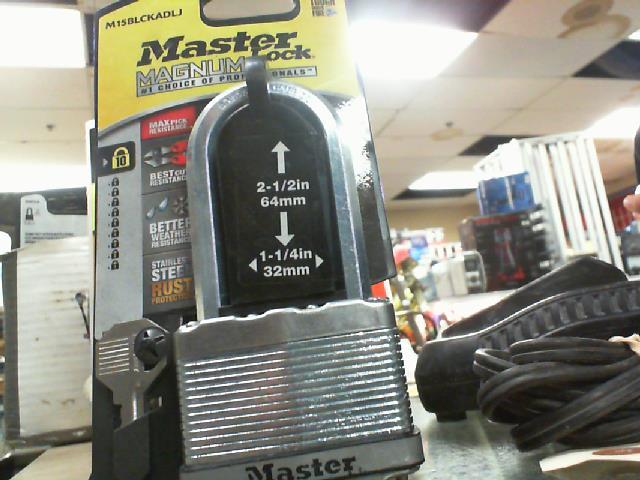 M15BLCKADLJ
Master Lock
MAGNUM
#1 CHOICE OF PROFESSIONALS
MAX PICK
RESISTANCE
10
BEST CUT
RESISTANCE
BETTER
WEATHER
RESISTANCE
STAINLESS
STEEL
RUST
PROTECTION
2-1/2in
64mm
1-1/4in
32mm
Master